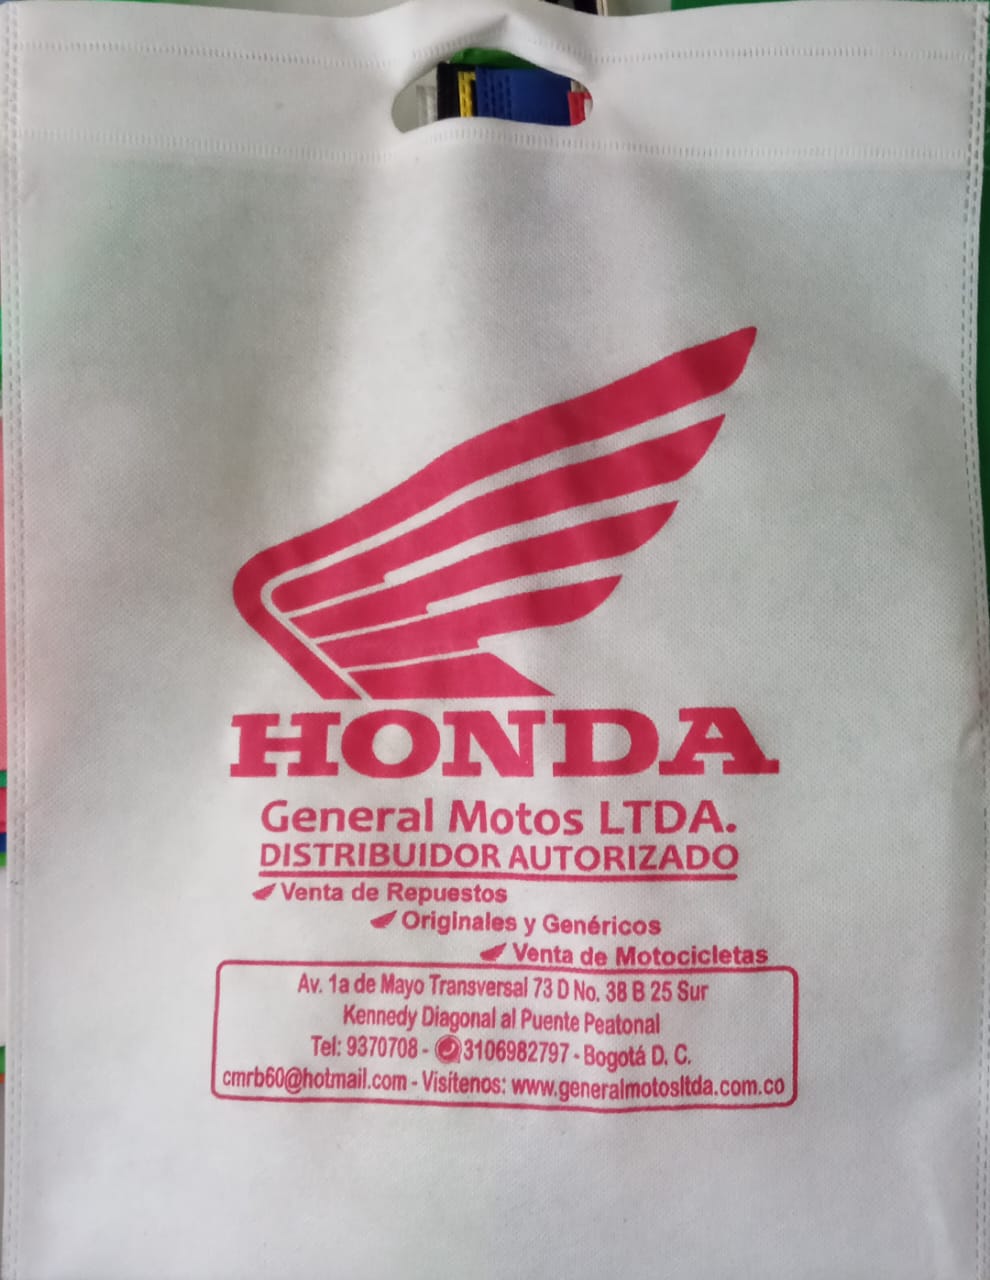 HONDA
General Motos LTDA.
DISTRIBUIDOR AUTORIZADO
Venta de Repuestos
Originales y Genéricos
Venta de Motocicletas
Av. 1a de Mayo Transversal 73 D No. 38 B 25 Sur
Kennedy Diagonal al Puente Peatonal
Tel: 9370708 - 3106982797 - Bogotá D. C.
cmrb60@hotmail.com - Visítenos: www.generalmotosltda.com.co